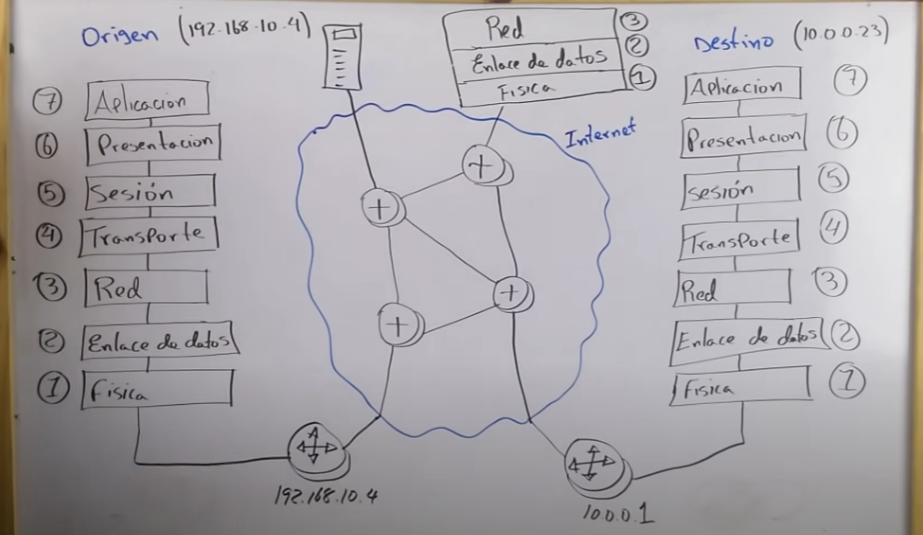 Origen (192.168.10.4)
7 Aplicacion
6 Presentacion
5 Sesión
4 Transporte
3 Red
2 Enlace de datos
1 Fisica
192.168.10.4
Red 3
Enlace de datos 2
Fisica 1
Internet
Destino (10.0.0.23)
Aplicacion 7
Presentacion 6
sesión 5
Transporte 4
Red 3
Enlace de datos 2
Fisica 1
10.0.0.1